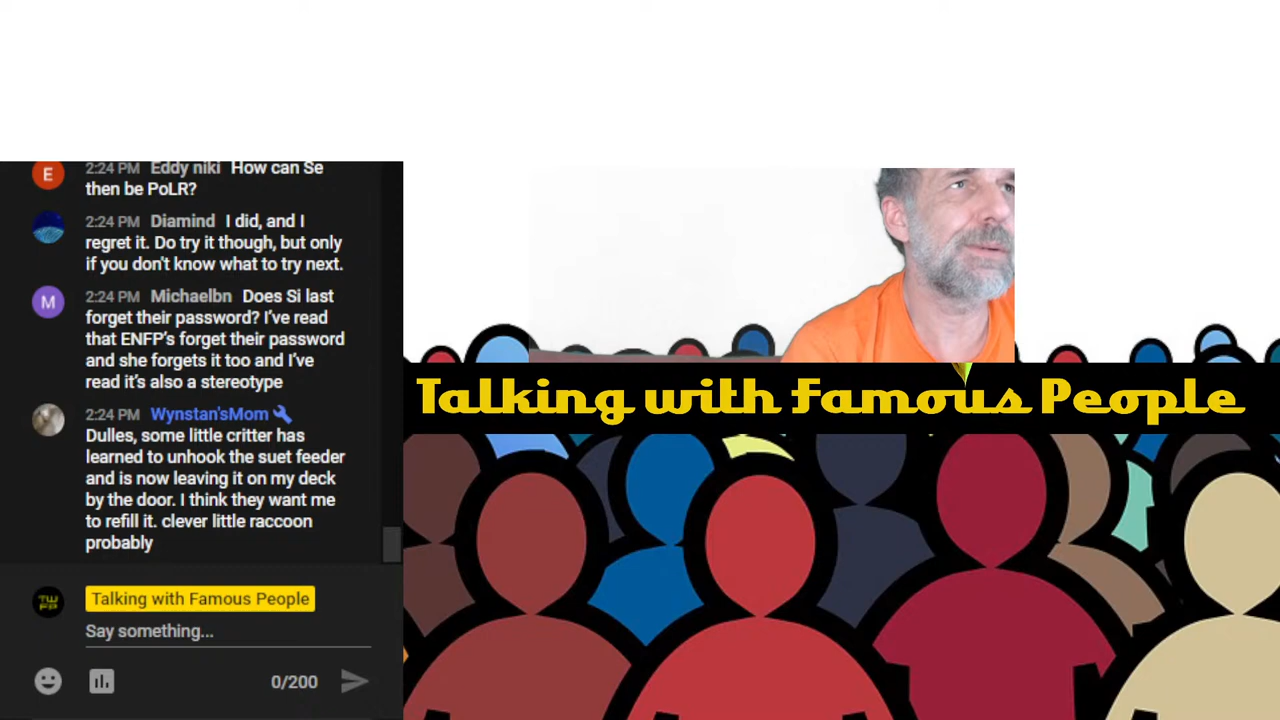 E 2:24 PM Eddy niki How can Se
then be PoLR?
2:24 PM Diamind I did, and I
regret it. Do try it though, but only
if you don't know what to try next.
M 2:24 PM Michaelbn Does Si last
forget their password? I've read
that ENFP's forget their password
and she forgets it too and I've
read it's also a stereotype
2:24 PM Wynstan'sMom
Dulles, some little critter has
learned to unhook the suet feeder
and is now leaving it on my deck
by the door. I think they want me
to refill it. clever little raccoon
probably
TW
FP
Talking with Famous People
Say something...
0/200
Talking with Famous People